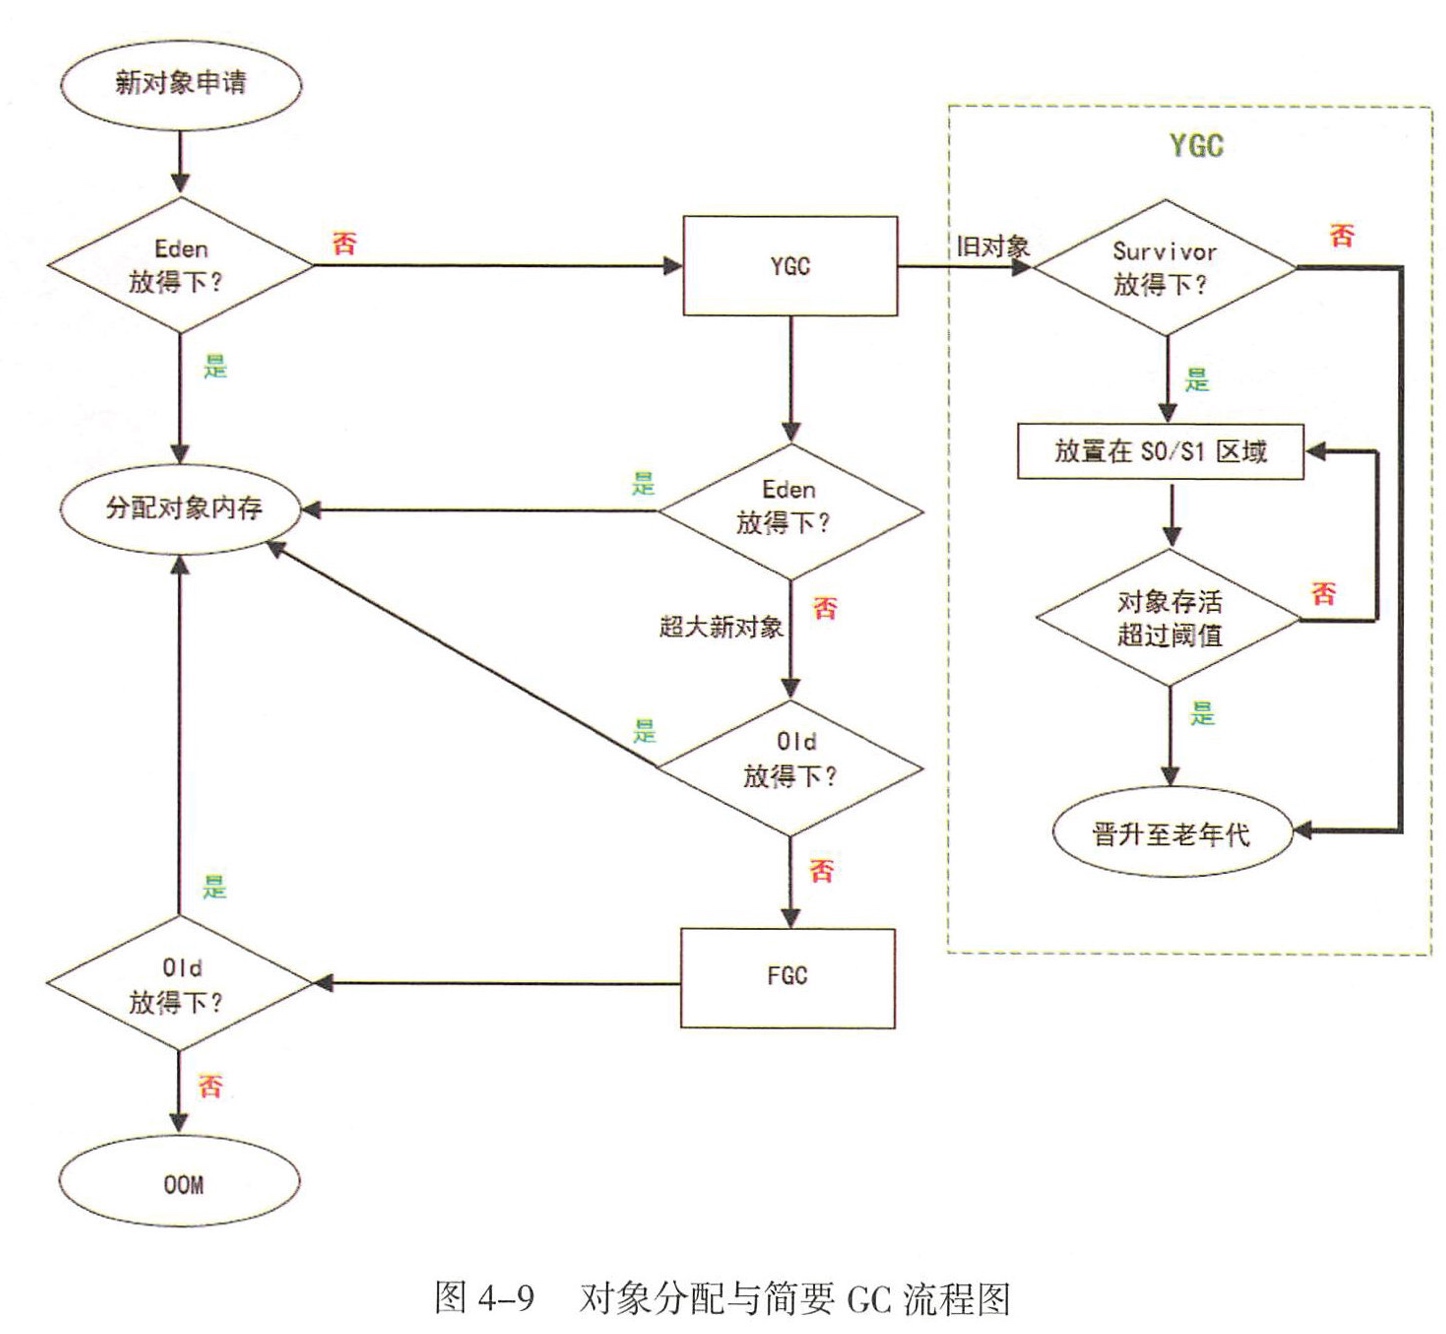 新对象申请
YGC
Eden
放得下?
否
YGC
旧对象
Survivor
放得下?
否
是
是
放置在 S0/S1 区域
分配对象内存
是
Eden
放得下?
对象存活
超过阈值
否
超大新对象
否
是
是
Old
放得下?
晋升至老年代
否
是
Old
放得下?
FGC
否
OOM
图 4-9 对象分配与简要 GC 流程图